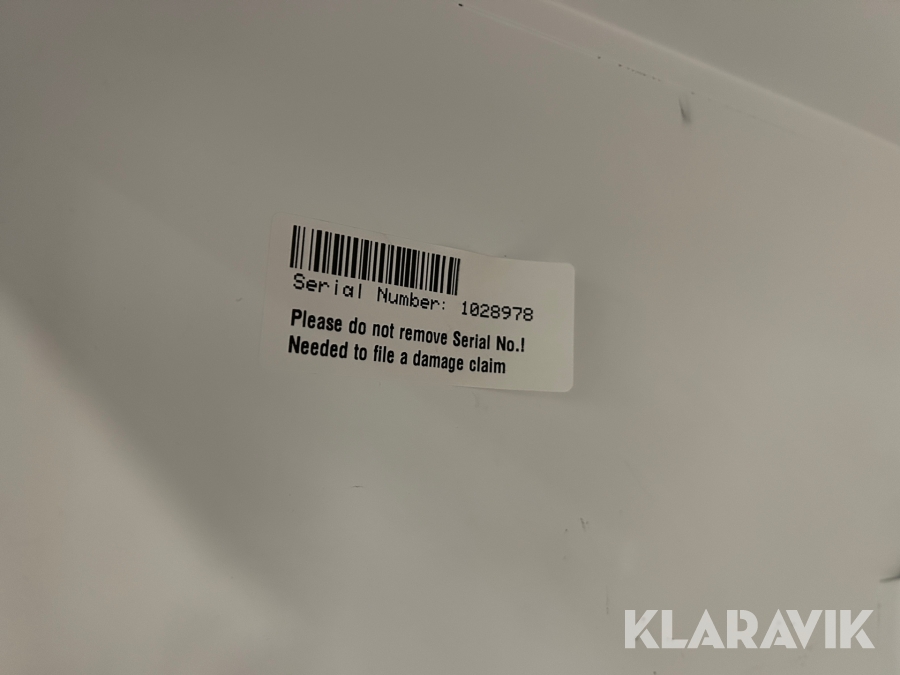 Serial Number: 1028978
Please do not remove Serial No.!
Needed to file a damage claim
KLARAVIK